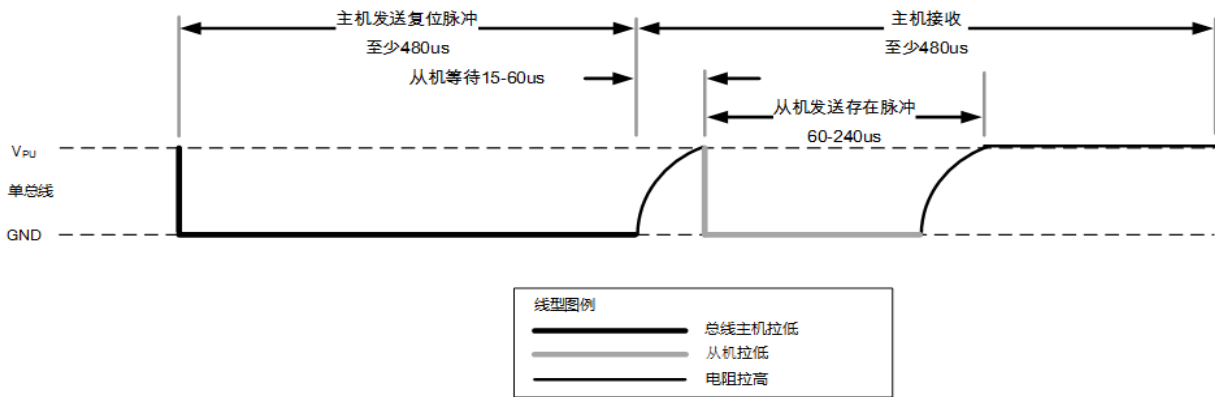 主机发送复位脉冲
至少480us
主机接收
至少480us
从机等待15-60us
从机发送存在脉冲
60-240us
VPU
单总线
GND
线型图例
总线主机拉低
从机拉低
电阻拉高